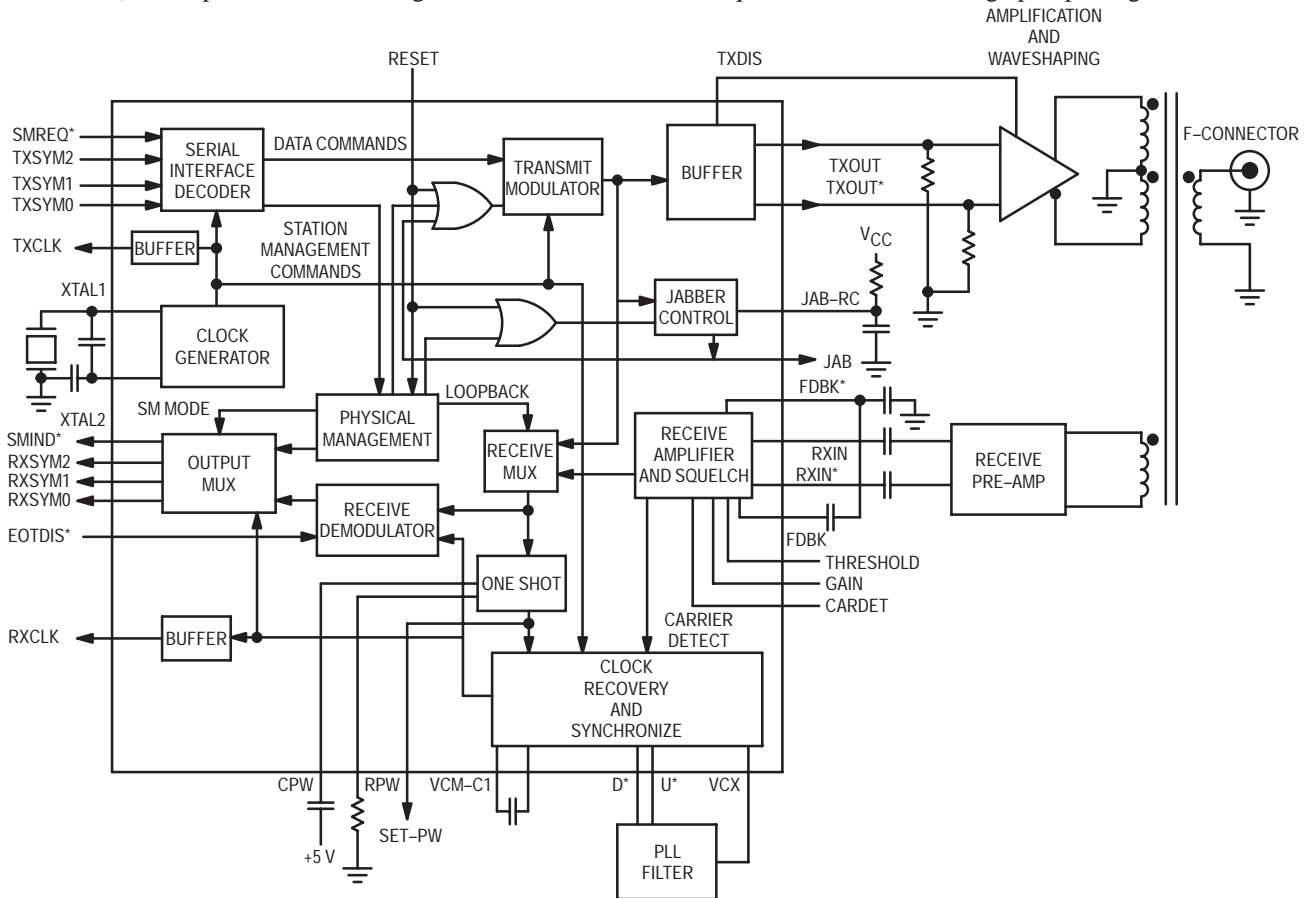 AMPLIFICATION
AND
WAVESHAPING
RESET
TXDIS
F–CONNECTOR
SMREQ*
TXSYM2
TXSYM1
TXSYM0
SERIAL
INTERFACE
DECODER
DATA COMMANDS
TRANSMIT
MODULATOR
BUFFER
TXOUT
TXOUT*
STATION
MANAGEMENT
COMMANDS
TXCLK
BUFFER
VCC
XTAL1
CLOCK
GENERATOR
JABBER
CONTROL
JAB–RC
JAB
XTAL2
SM MODE
PHYSICAL
MANAGEMENT
LOOPBACK
FDBK*
SMIND*
RXSYM2
RXSYM1
RXSYM0
OUTPUT
MUX
RECEIVE
MUX
RECEIVE
AMPLIFIER
AND SQUELCH
RXIN
RXIN*
RECEIVE
PRE–AMP
EOTDIS*
RECEIVE
DEMODULATOR
FDBK
THRESHOLD
GAIN
CARDET
ONE SHOT
CARRIER
DETECT
RXCLK
BUFFER
CLOCK
RECOVERY
AND
SYNCHRONIZE
CPW
RPW
VCM–C1
D*
U*
VCX
SET–PW
+5 V
PLL
FILTER